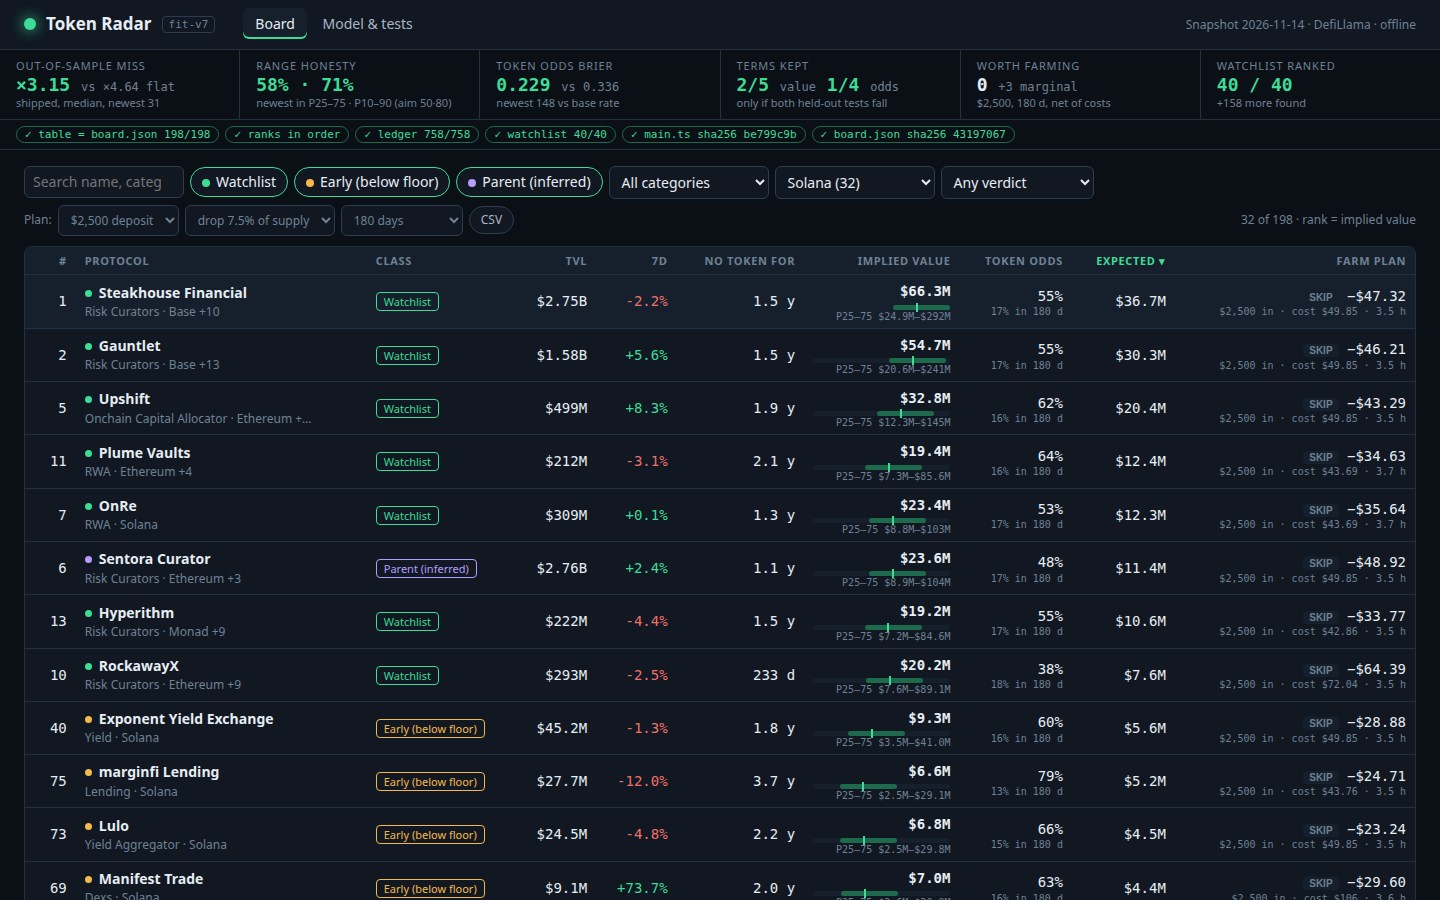 Token Radar fit-v7 Board Model & tests Snapshot 2026-11-14 · DefiLlama · offline
OUT-OF-SAMPLE MISS
×3.15 vs ×4.64 flat
shipped, median, newest 31
RANGE HONESTY
58% · 71%
newest in P25–75 · P10–90 (aim 50·80)
TOKEN ODDS BRIER
0.229 vs 0.336
newest 148 vs base rate
TERMS KEPT
2/5 value 1/4 odds
only if both held-out tests fall
WORTH FARMING
0 +3 marginal
$2,500, 180 d, net of costs
WATCHLIST RANKED
40 / 40
+158 more found
✓ table = board.json 198/198 ✓ ranks in order ✓ ledger 758/758 ✓ watchlist 40/40 ✓ main.ts sha256 be799c9b ✓ board.json sha256 43197067
Search name, categ Watchlist Early (below floor) Parent (inferred) All categories Solana (32) Any verdict
Plan: $2,500 deposit drop 7.5% of supply 180 days CSV 32 of 198 · rank = implied value
# PROTOCOL CLASS TVL 7D NO TOKEN FOR IMPLIED VALUE TOKEN ODDS EXPECTED ▼ FARM PLAN
1 Steakhouse Financial Watchlist $2.75B -2.2% 1.5 y $66.3M 55% $36.7M SKIP −$47.32
Risk Curators · Base +10 P25–75 $24.9M–$292M 17% in 180 d $2,500 in · cost $49.85 · 3.5 h
2 Gauntlet Watchlist $1.58B +5.6% 1.5 y $54.7M 55% $30.3M SKIP −$46.21
Risk Curators · Base +13 P25–75 $20.6M–$241M 17% in 180 d $2,500 in · cost $49.85 · 3.5 h
5 Upshift Watchlist $499M +8.3% 1.9 y $32.8M 62% $20.4M SKIP −$43.29
Onchain Capital Allocator · Ethereum +... P25–75 $12.3M–$145M 16% in 180 d $2,500 in · cost $49.85 · 3.5 h
11 Plume Vaults Watchlist $212M -3.1% 2.1 y $19.4M 64% $12.4M SKIP −$34.63
RWA · Ethereum +4 P25–75 $7.3M–$85.6M 16% in 180 d $2,500 in · cost $43.69 · 3.7 h
7 OnRe Watchlist $309M +0.1% 1.3 y $23.4M 53% $12.3M SKIP −$35.64
RWA · Solana P25–75 $8.8M–$103M 17% in 180 d $2,500 in · cost $43.69 · 3.7 h
6 Sentora Curator Parent (inferred) $2.76B +2.4% 1.1 y $23.6M 48% $11.4M SKIP −$48.92
Risk Curators · Ethereum +3 P25–75 $8.9M–$104M 17% in 180 d $2,500 in · cost $49.85 · 3.5 h
13 Hyperithm Watchlist $222M -4.4% 1.5 y $19.2M 55% $10.6M SKIP −$33.77
Risk Curators · Monad +9 P25–75 $7.2M–$84.6M 17% in 180 d $2,500 in · cost $42.86 · 3.5 h
10 RockawayX Watchlist $293M -2.5% 233 d $20.2M 38% $7.6M SKIP −$64.39
Risk Curators · Ethereum +9 P25–75 $7.6M–$89.1M 18% in 180 d $2,500 in · cost $72.04 · 3.5 h
40 Exponent Yield Exchange Early (below floor) $45.2M -1.3% 1.8 y $9.3M 60% $5.6M SKIP −$28.88
Yield · Solana P25–75 $3.5M–$41.0M 16% in 180 d $2,500 in · cost $49.85 · 3.5 h
75 marginfi Lending Early (below floor) $27.7M -12.0% 3.7 y $6.6M 79% $5.2M SKIP −$24.71
Lending · Solana P25–75 $2.5M–$29.1M 13% in 180 d $2,500 in · cost $43.76 · 3.5 h
73 Lulo Early (below floor) $24.5M -4.8% 2.2 y $6.8M 66% $4.5M SKIP −$23.24
Yield Aggregator · Solana P25–75 $2.5M–$29.8M 15% in 180 d $2,500 in · cost $49.85 · 3.5 h
69 Manifest Trade Early (below floor) $9.1M +73.7% 2.0 y $7.0M 63% $4.4M SKIP −$29.60
Dexs · Solana 16% in 180 d $2,500 in · cost $106 · 3.6 h